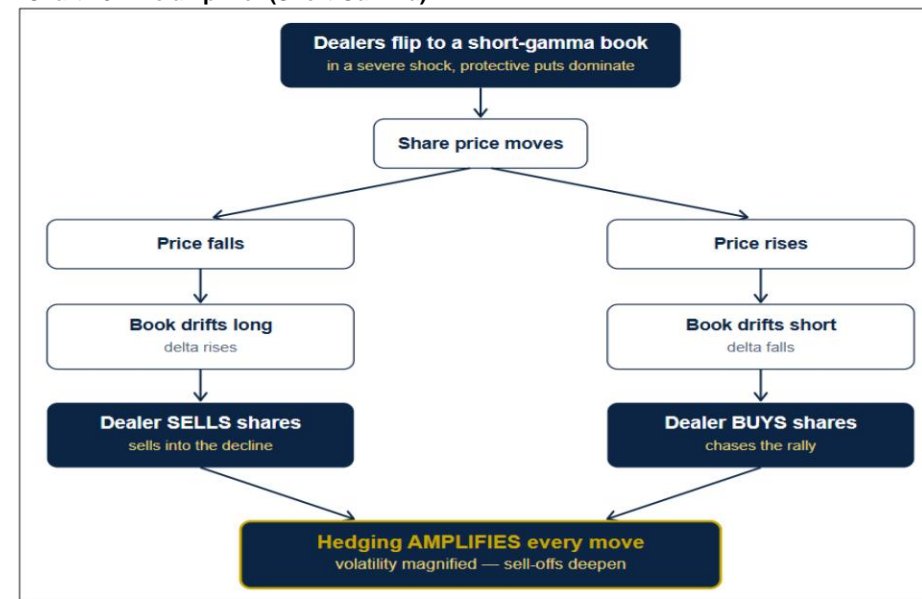 Dealers flip to a short-gamma book
in a severe shock, protective puts dominate
Share price moves
Price falls
Price rises
Book drifts long
delta rises
Book drifts short
delta falls
Dealer SELLS shares
sells into the decline
Dealer BUYS shares
chases the rally
Hedging AMPLIFIES every move
volatility magnified — sell-offs deepen